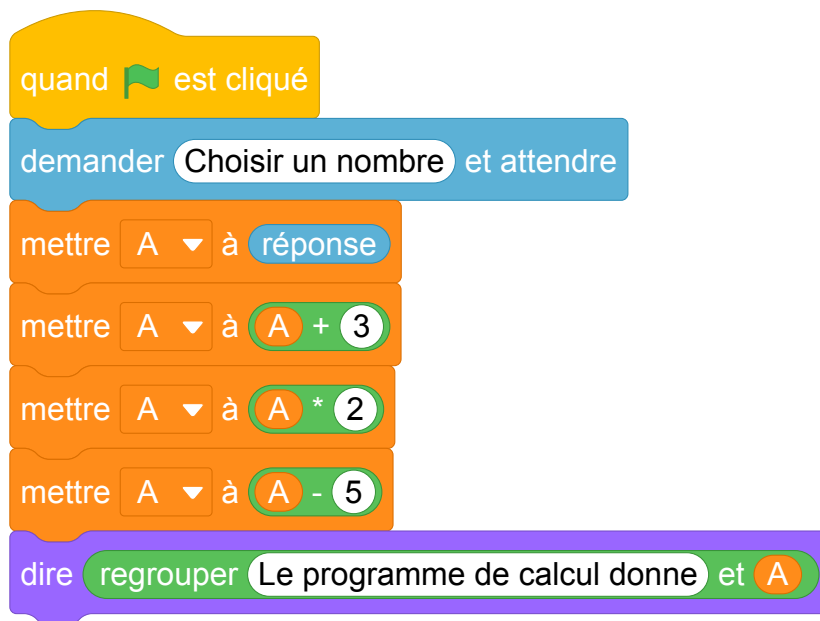 quand est cliqué
demander Choisir un nombre et attendre
mettre A à réponse
mettre A à A + 3
mettre A à A * 2
mettre A à A - 5
dire regrouper Le programme de calcul donne et A